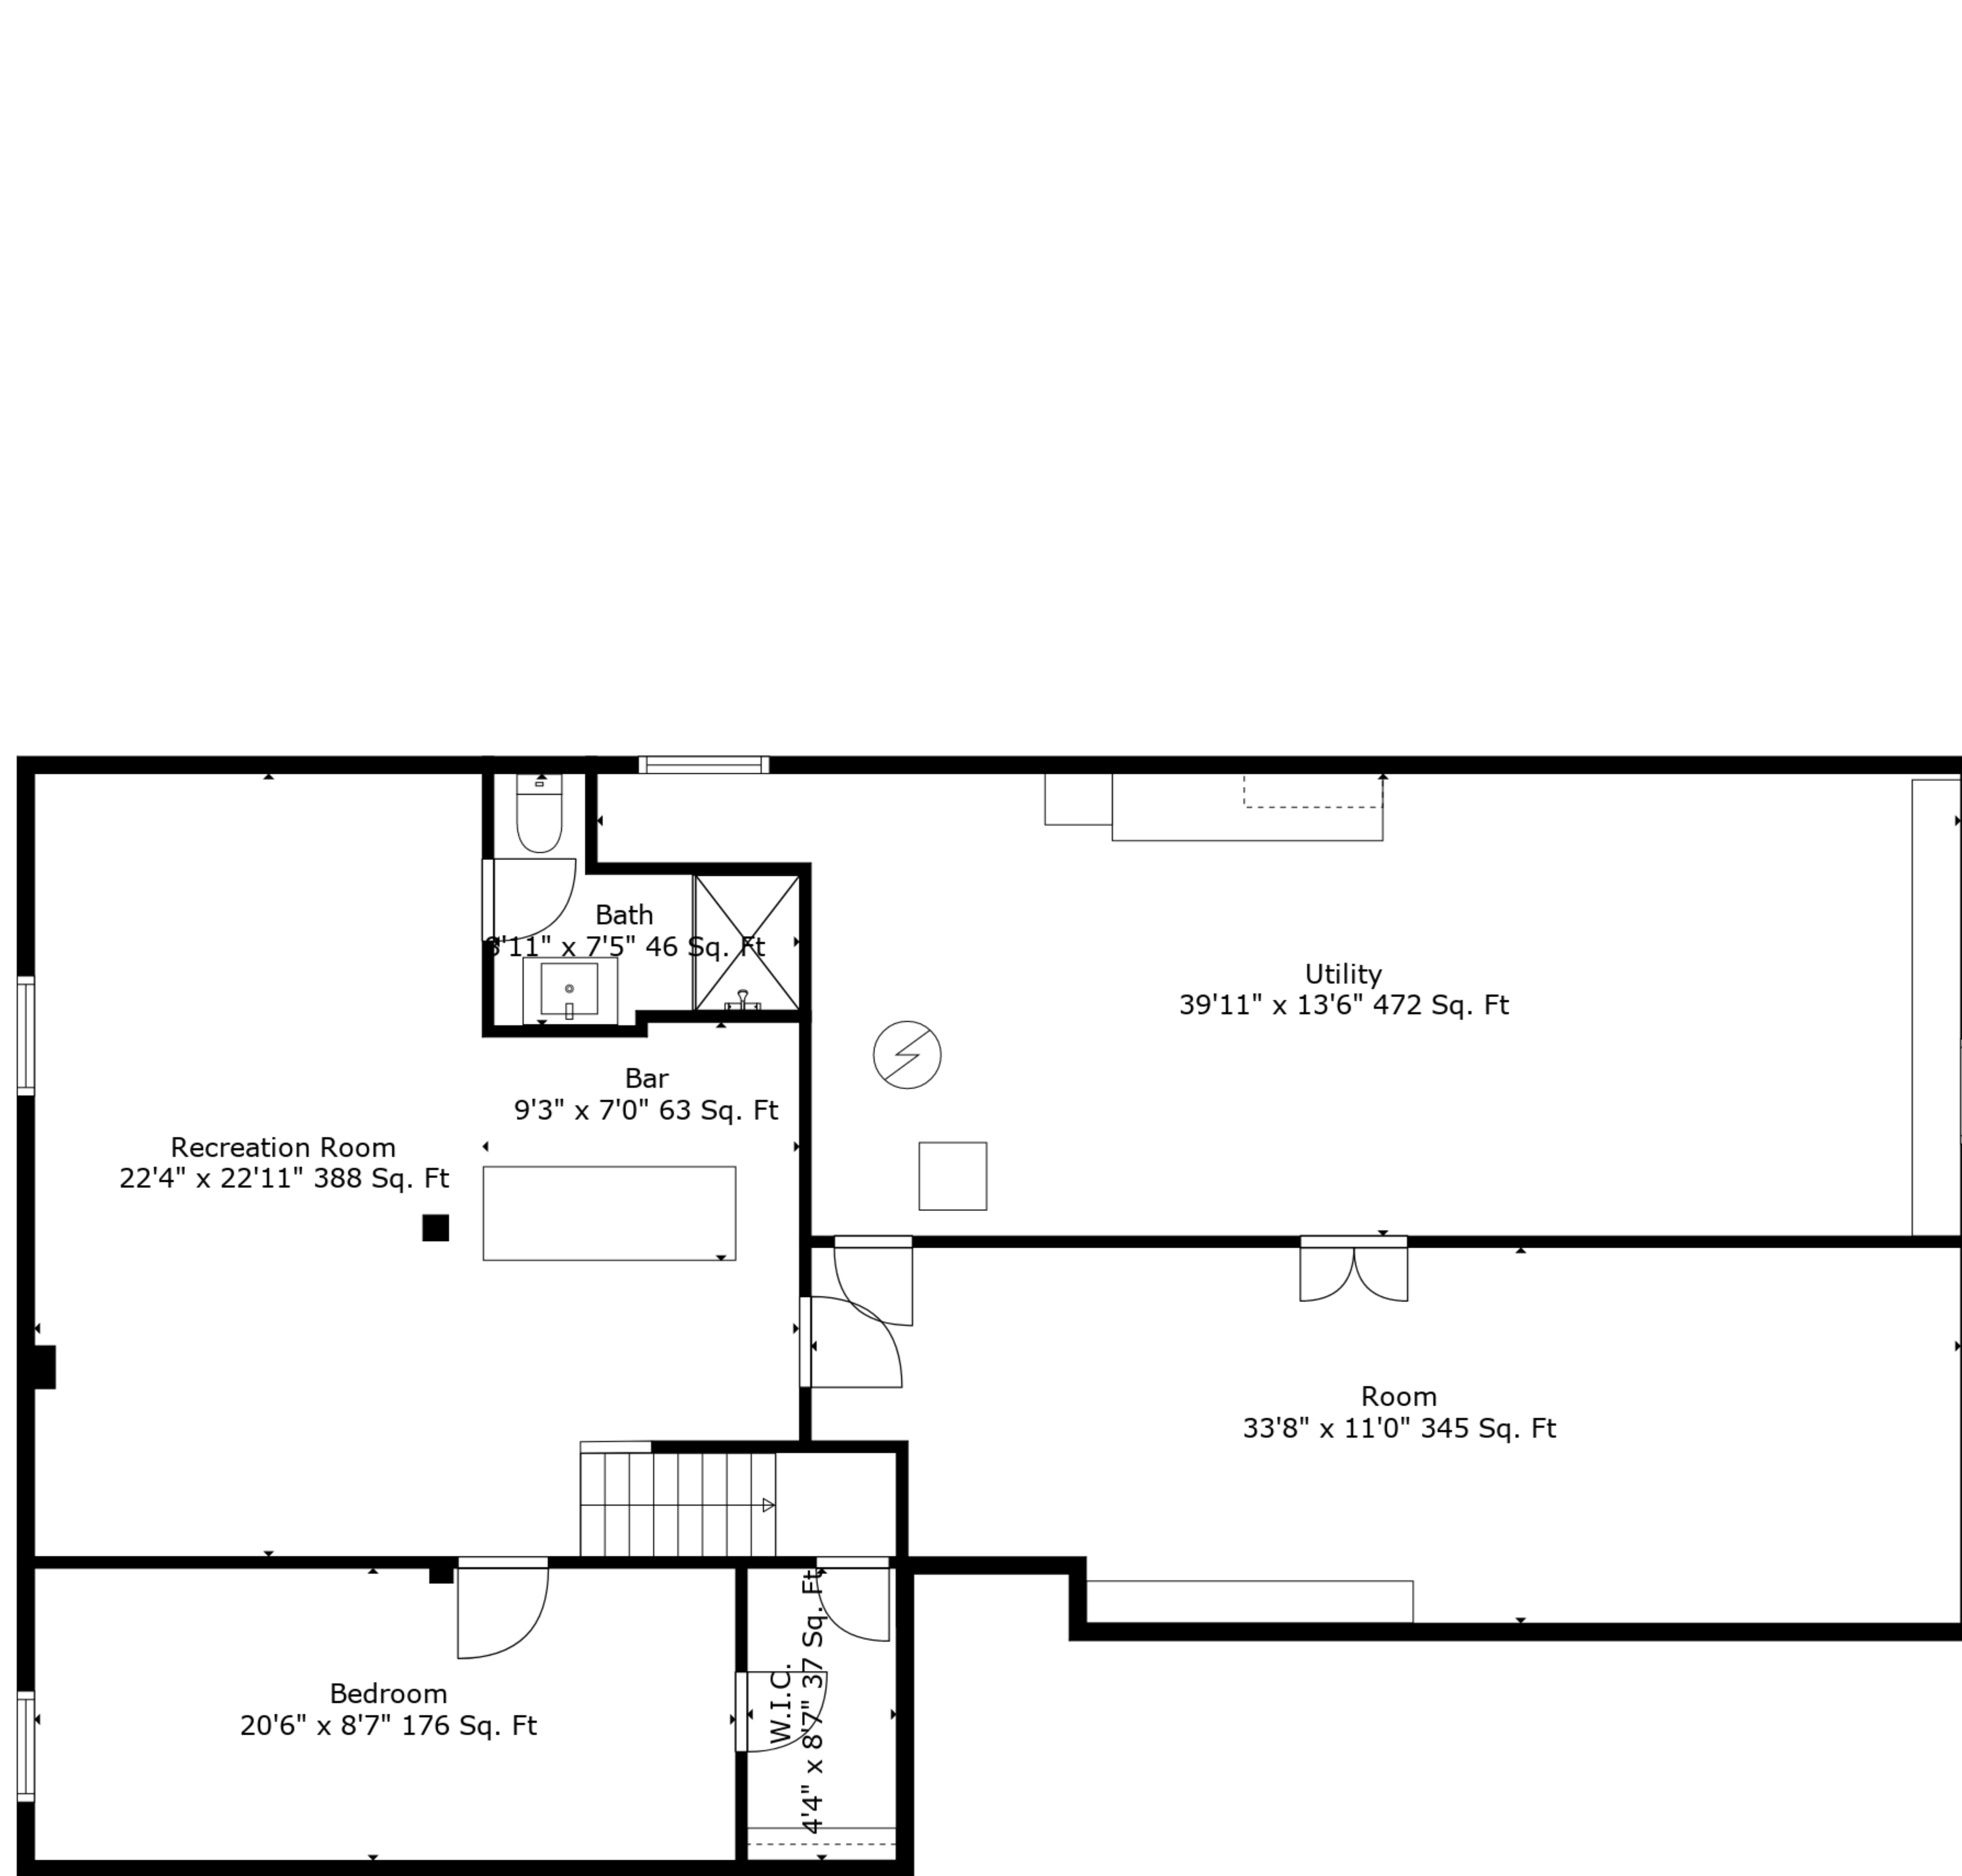 Bath
8'11" x 7'5" 46 Sq. Ft
Utility
39'11" x 13'6" 472 Sq. Ft
Bar
9'3" x 7'0" 63 Sq. Ft
Recreation Room
22'4" x 22'11" 388 Sq. Ft
Room
33'8" x 11'0" 345 Sq. Ft
Bedroom
20'6" x 8'7" 176 Sq. Ft
W.I.C.
4'4" x 8'7" 37 Sq. Ft